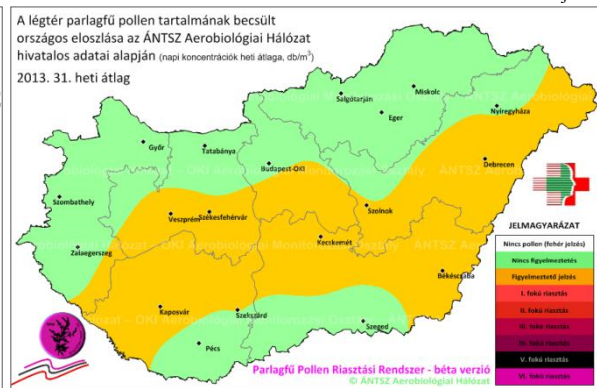 A légtér parlagfű pollen tartalmának becsült
országos eloszlása az ÁNTSZ Aerobiológiai Hálózat
hivatalos adatai alapján (napi koncentrációk heti átlaga, db/m³)
2013. 31. heti átlag
Salgótarján
Miskolc
Eger
Nyíregyháza
Győr
Tatabánya
Budapest-OKI
Debrecen
Szombathely
Veszprém
Székesfehérvár
Szolnok
Zalaegerszeg
Kecskemét
Békéscsaba
Kaposvár
Szekszárd
Szeged
Pécs
JELMAGYARÁZAT
Nincs pollen (fehér jelzés)
Nincs figyelmeztetés
Figyelmeztető jelzés
I. fokú riasztás
II. fokú riasztás
III. fokú riasztás
IV. fokú riasztás
V. fokú riasztás
VI. fokú riasztás
Parlagfű Pollen Riasztási Rendszer - béta verzió
© ÁNTSZ Aerobiológiai Hálózat